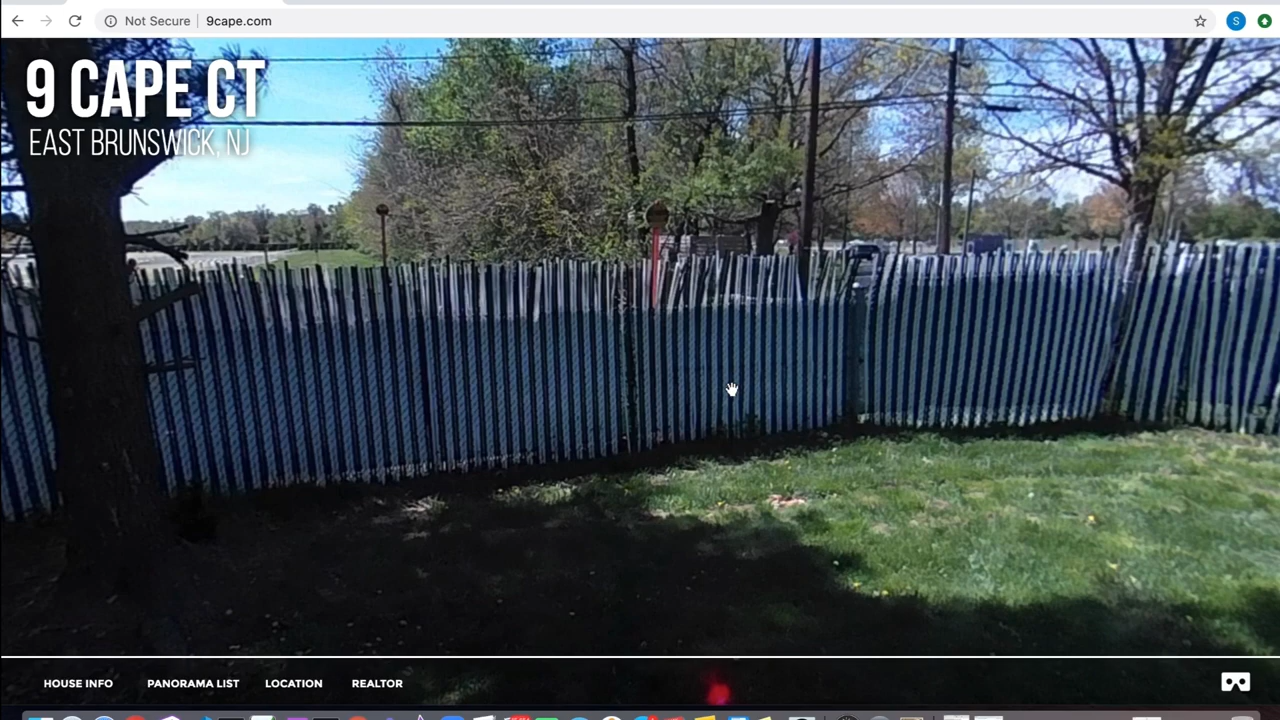 Not Secure
9cape.com
S
9 CAPE CT
EAST BRUNSWICK, NJ
HOUSE INFO
PANORAMA LIST
LOCATION
REALTOR